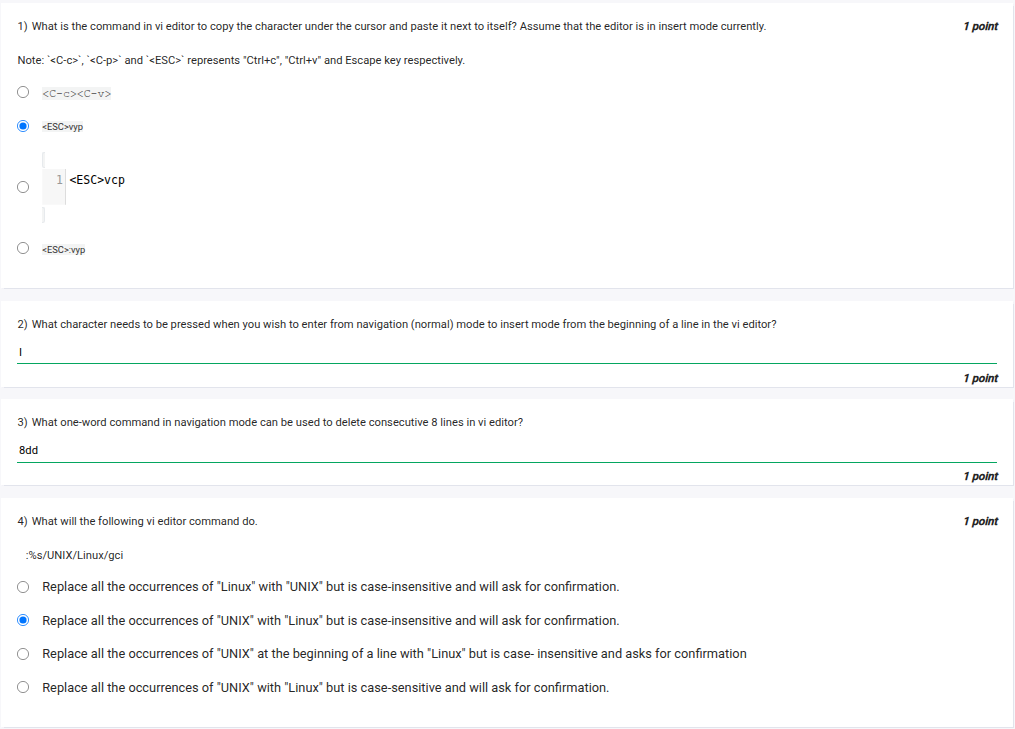 1) What is the command in vi editor to copy the character under the cursor and paste it next to itself? Assume that the editor is in insert mode currently.
1 point
Note: `<C-c>`, `<C-p>` and `<ESC>` represents "Ctrl+c", "Ctrl+v" and Escape key respectively.
<C-c><C-v>
<ESC>vyp
1 <ESC>vcp
<ESC>:vyp
2) What character needs to be pressed when you wish to enter from navigation (normal) mode to insert mode from the beginning of a line in the vi editor?
I
1 point
3) What one-word command in navigation mode can be used to delete consecutive 8 lines in vi editor?
8dd
1 point
4) What will the following vi editor command do.
1 point
:%s/UNIX/Linux/gci
Replace all the occurrences of "Linux" with "UNIX" but is case-insensitive and will ask for confirmation.
Replace all the occurrences of "UNIX" with "Linux" but is case-insensitive and will ask for confirmation.
Replace all the occurrences of "UNIX" at the beginning of a line with "Linux" but is case- insensitive and asks for confirmation
Replace all the occurrences of "UNIX" with "Linux" but is case-sensitive and will ask for confirmation.